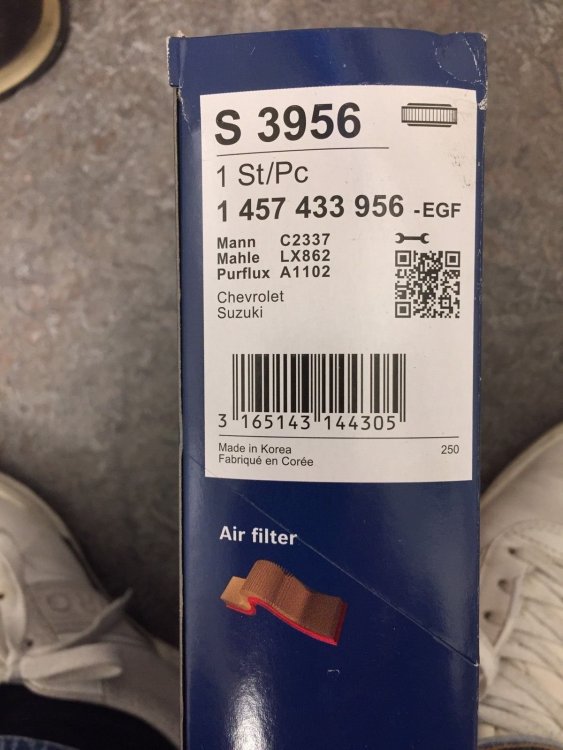 S 3956
1 St/Pc
1 457 433 956 -EGF
Mann C2337
Mahle LX862
Purflux A1102
Chevrolet
Suzuki
3 165143 144305
Made in Korea 250
Fabriqué en Corée
Air filter